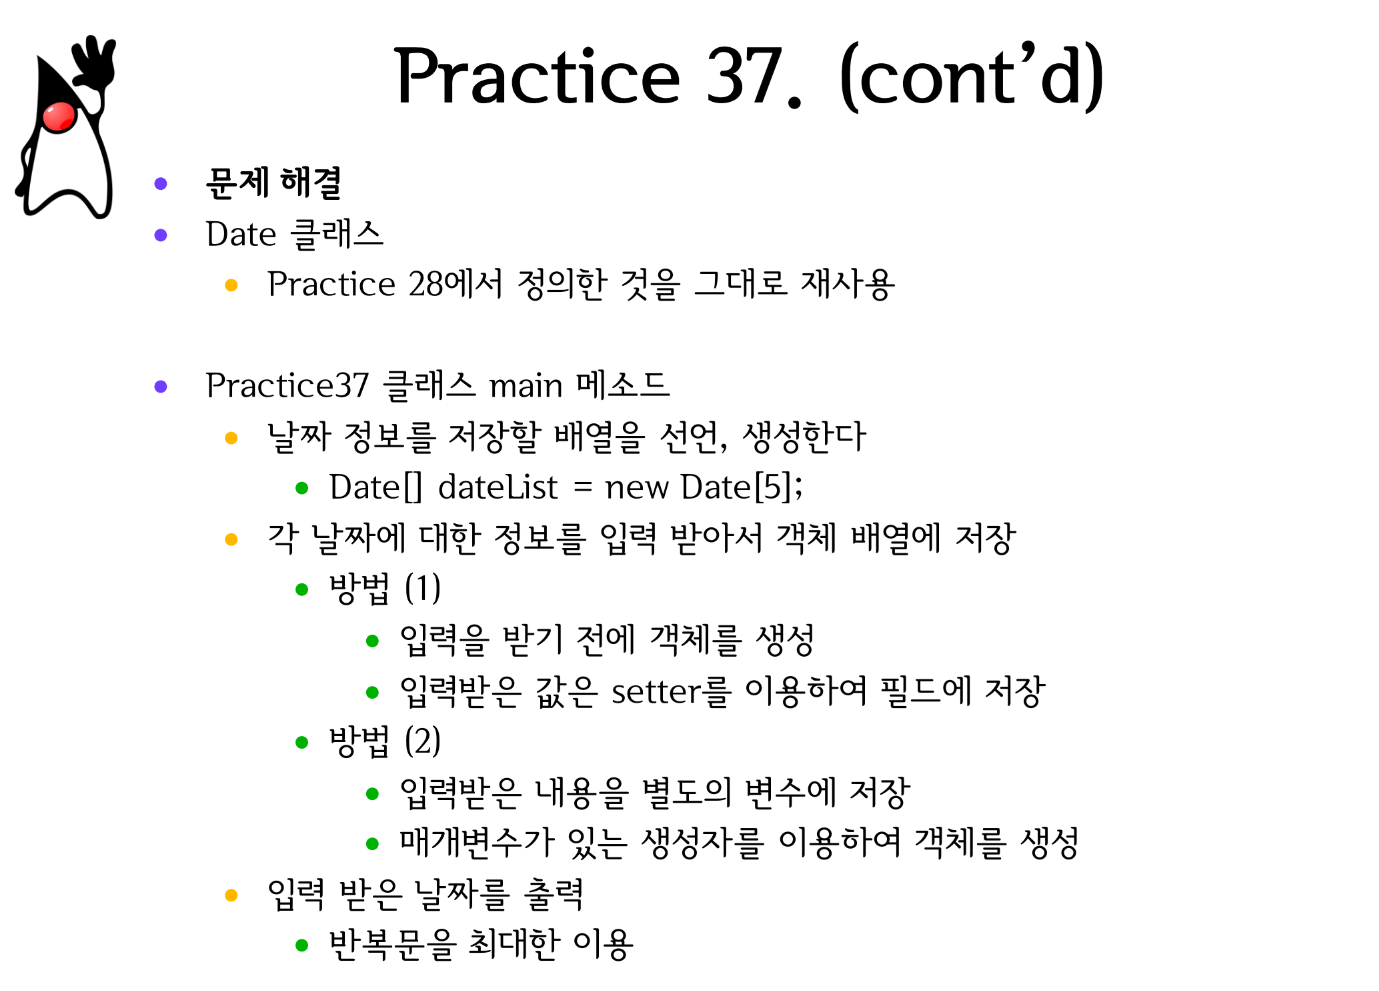 Practice 37. (cont’d)
문제 해결
Date 클래스
Practice 28에서 정의한 것을 그대로 재사용
Practice37 클래스 main 메소드
날짜 정보를 저장할 배열을 선언, 생성한다
Date[] dateList = new Date[5];
각 날짜에 대한 정보를 입력 받아서 객체 배열에 저장
방법 (1)
입력을 받기 전에 객체를 생성
입력받은 값은 setter를 이용하여 필드에 저장
방법 (2)
입력받은 내용을 별도의 변수에 저장
매개변수가 있는 생성자를 이용하여 객체를 생성
입력 받은 날짜를 출력
반복문을 최대한 이용